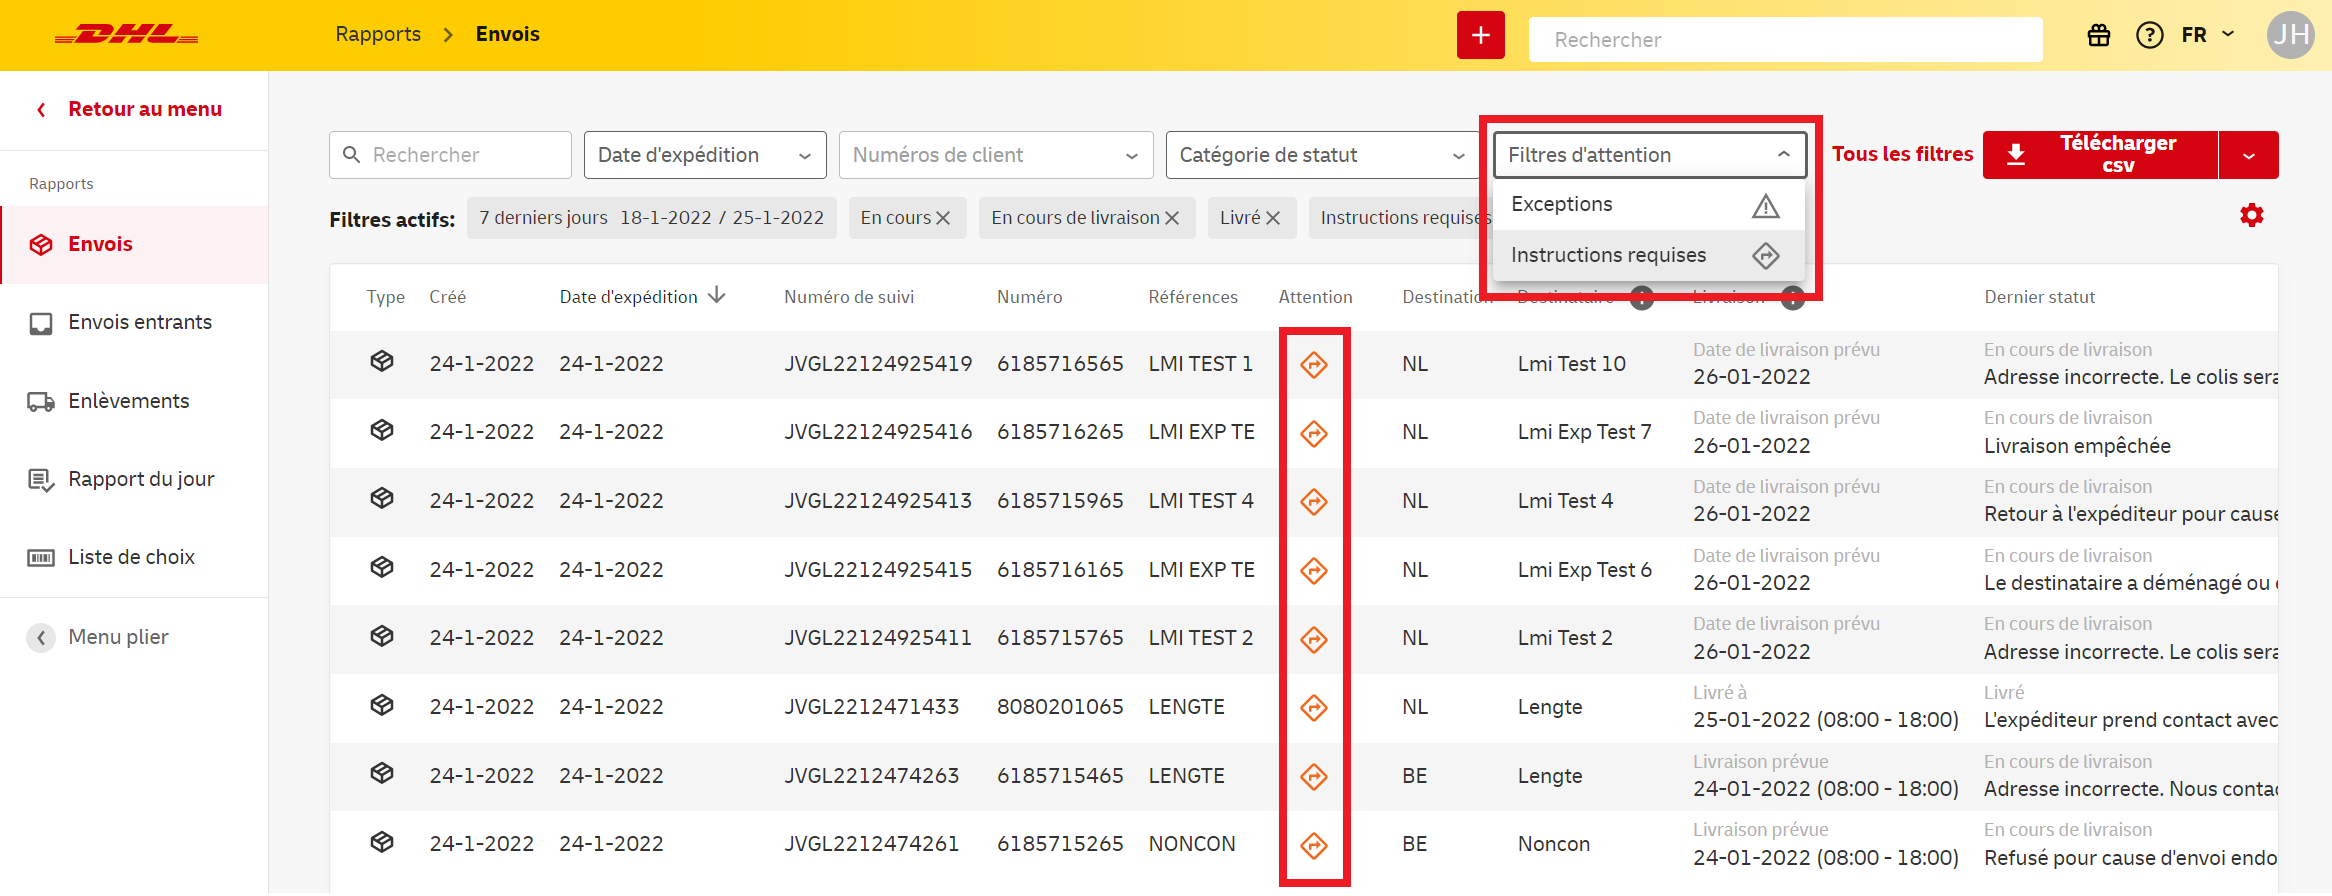 DHL
Rapports > Envois
+
Rechercher
? FR
JH
Retour au menu
Rapports
Envois
Envois entrants
Enlèvements
Rapport du jour
Liste de choix
Menu plier
Rechercher
Date d'expédition
Numéros de client
Catégorie de statut
Filtres d'attention
Tous les filtres
Télécharger
csv
Exceptions
Instructions requises
Filtres actifs:
7 derniers jours 18-1-2022 / 25-1-2022
En cours
En cours de livraison
Livré
Instructions requises
Type Créé Date d'expédition Numéro de suivi Numéro Références Attention Destination Destinataire Livraison Dernier statut
24-1-2022 24-1-2022 JVGL22124925419 6185716565 LMI TEST 1 NL Lmi Test 10
Date de livraison prévu
26-01-2022
En cours de livraison
Adresse incorrecte. Le colis sera
24-1-2022 24-1-2022 JVGL22124925416 6185716265 LMI EXP TE NL Lmi Exp Test 7
Date de livraison prévu
26-01-2022
En cours de livraison
Livraison empêchée
24-1-2022 24-1-2022 JVGL22124925413 6185715965 LMI TEST 4 NL Lmi Test 4
Date de livraison prévu
26-01-2022
En cours de livraison
Retour à l'expéditeur pour cause
24-1-2022 24-1-2022 JVGL22124925415 6185716165 LMI EXP TE NL Lmi Exp Test 6
Date de livraison prévu
26-01-2022
En cours de livraison
Le destinataire a déménagé ou
24-1-2022 24-1-2022 JVGL22124925411 6185715765 LMI TEST 2 NL Lmi Test 2
Date de livraison prévu
26-01-2022
En cours de livraison
Adresse incorrecte. Le colis sera
24-1-2022 24-1-2022 JVGL2212471433 8080201065 LENGTE NL Lengte
Livré à
25-01-2022 (08:00 - 18:00)
Livré
L'expéditeur prend contact avec
24-1-2022 24-1-2022 JVGL2212474263 6185715465 LENGTE BE Lengte
Livraison prévue
24-01-2022 (08:00 - 18:00)
En cours de livraison
Adresse incorrecte. Nous contac
24-1-2022 24-1-2022 JVGL2212474261 6185715265 NONCON BE Noncon
Livraison prévue
24-01-2022 (08:00 - 18:00)
En cours de livraison
Refusé pour cause d'envoi endo